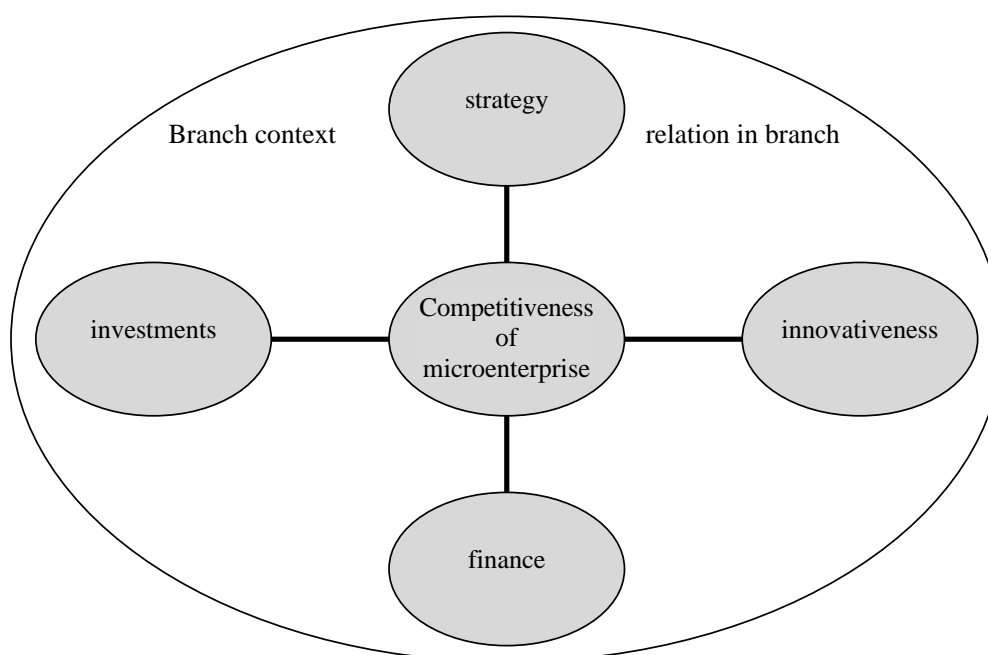 strategy
Branch context
relation in branch
investments
Competitiveness
of
microenterprise
innovativeness
finance